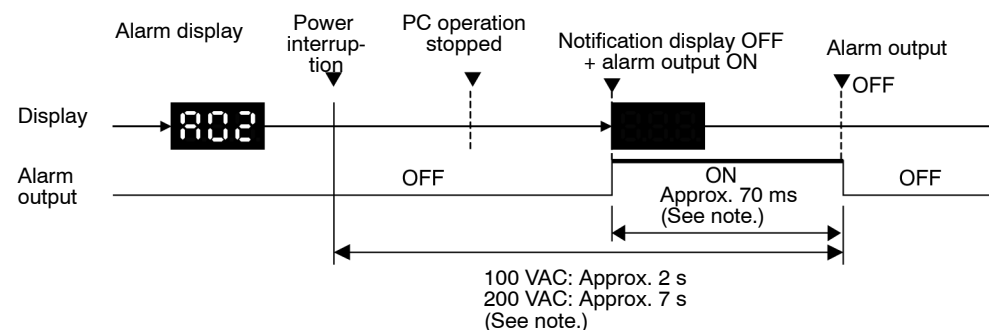 Alarm display
Power
interrup-
tion
PC operation
stopped
Notification display OFF
+ alarm output ON
Alarm output
OFF
Display
A02
Alarm
output
OFF
ON
OFF
Approx. 70 ms
(See note.)
100 VAC: Approx. 2 s
200 VAC: Approx. 7 s
(See note.)